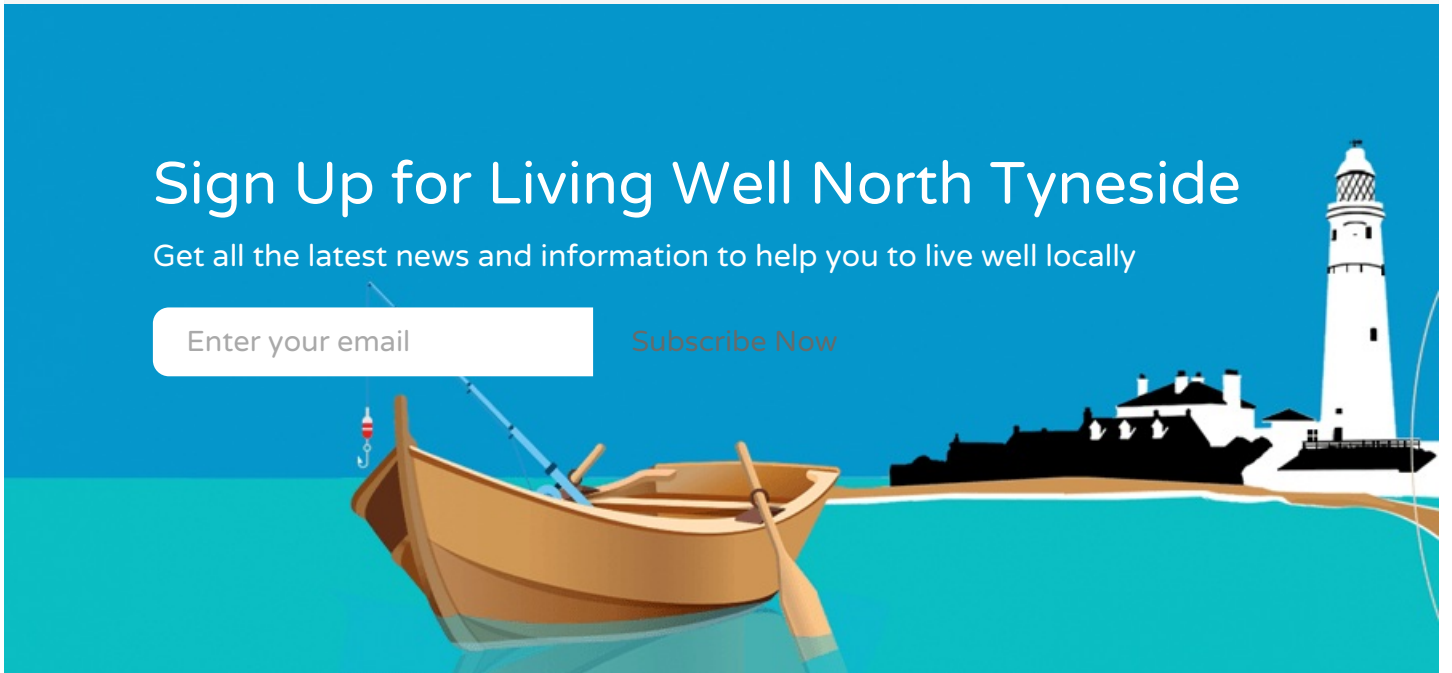 Sign Up for Living Well North Tyneside
Get all the latest news and information to help you to live well locally
Enter your email
Subscribe Now